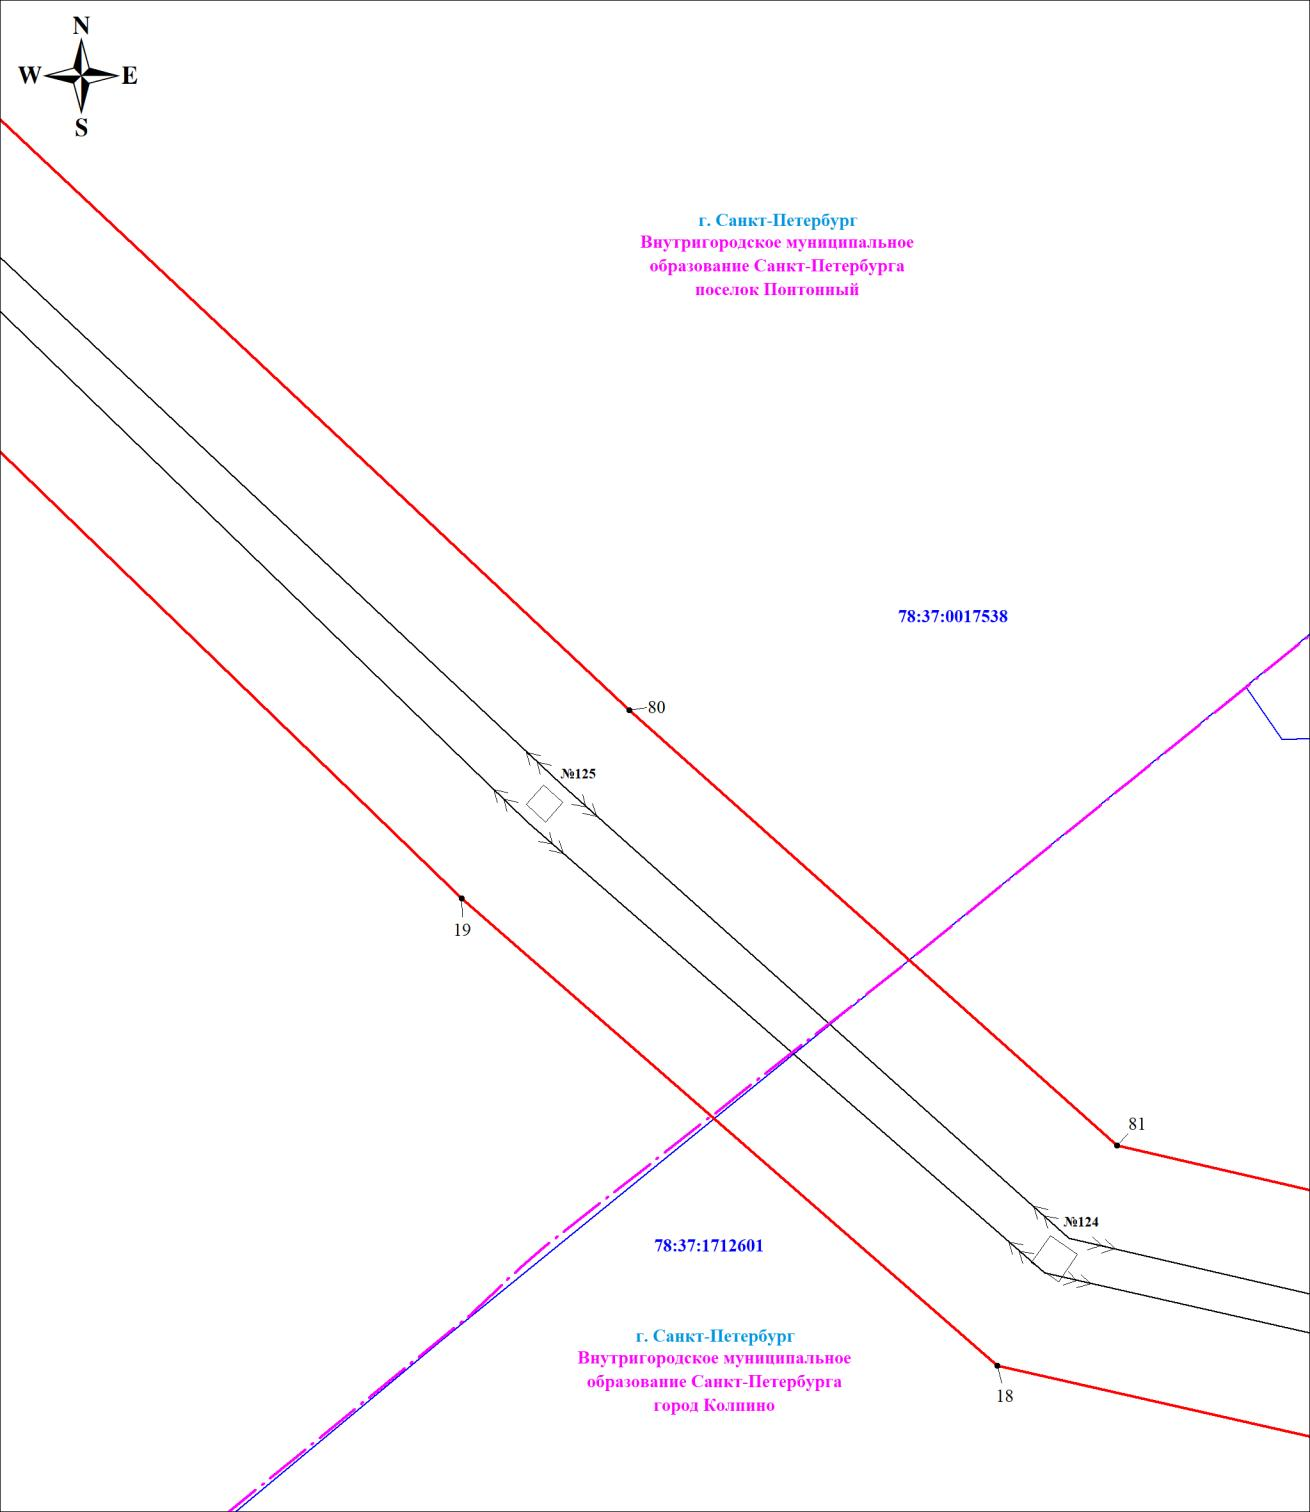 N
W E
S
г. Санкт-Петербург
Внутригородское муниципальное
образование Санкт-Петербурга
поселок Понтонный
78:37:0017538
80
№125
19
81
№124
78:37:1712601
г. Санкт-Петербург
Внутригородское муниципальное
образование Санкт-Петербурга
город Колпино
18